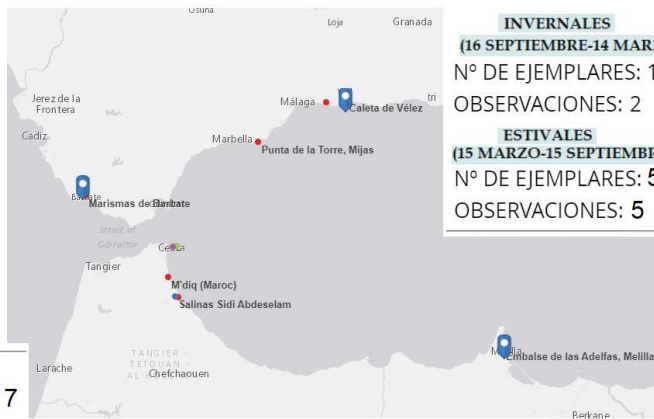 Osuna
Loja
Granada
INVERNALES
(16 SEPTIEMBRE-14 MARZ
Nº DE EJEMPLARES: 1
OBSERVACIONES: 2
ESTIVALES
(15 MARZO-15 SEPTIEMBR
Nº DE EJEMPLARES: 5
OBSERVACIONES: 5
Jerez de la
Frontera
Málaga
Caleta de Vélez
tri
Cadiz
Marbella
Punta de la Torre, Mijas
Marismas de Barbate
Strait of
Gibraltar
Ceuta
Tangier
M'diq (Maroc)
Salinas Sidi Abdeselam
TANGIER -
TETOUAN -
Larache
Chefchaouen
Embalse de las Adelfas, Melilla
7
Berkane